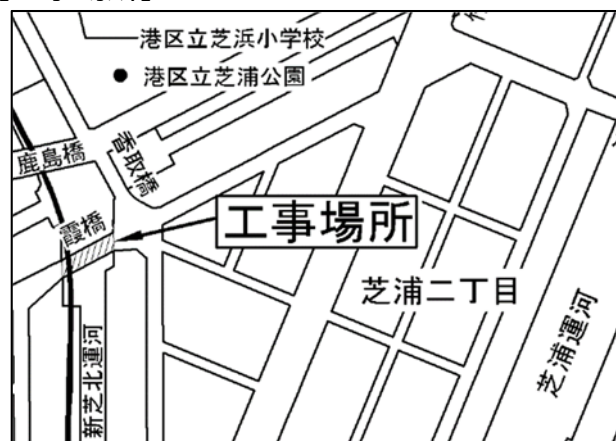 港区立芝浜小学校
港区立芝浦公園
香取橋
鹿島橋
霞橋
工事場所
芝浦二丁目
芝浦運河
新芝北運河